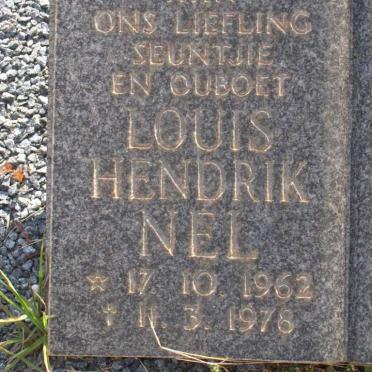 ONS LIEFLING
SEUNTJIE
EN OUBOET
LOUIS
HENDRIK
NEL
* 17. 10. 1962
† 11. 3. 1978